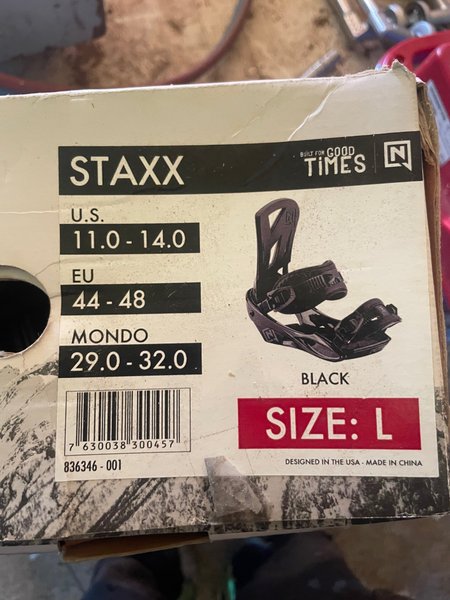 STAXX
BUILT FOR GOOD
TIMES
N
U.S.
11.0 - 14.0
EU
44 - 48
MONDO
29.0 - 32.0
BLACK
SIZE: L
7 630038 300457
836346 - 001
DESIGNED IN THE USA - MADE IN CHINA